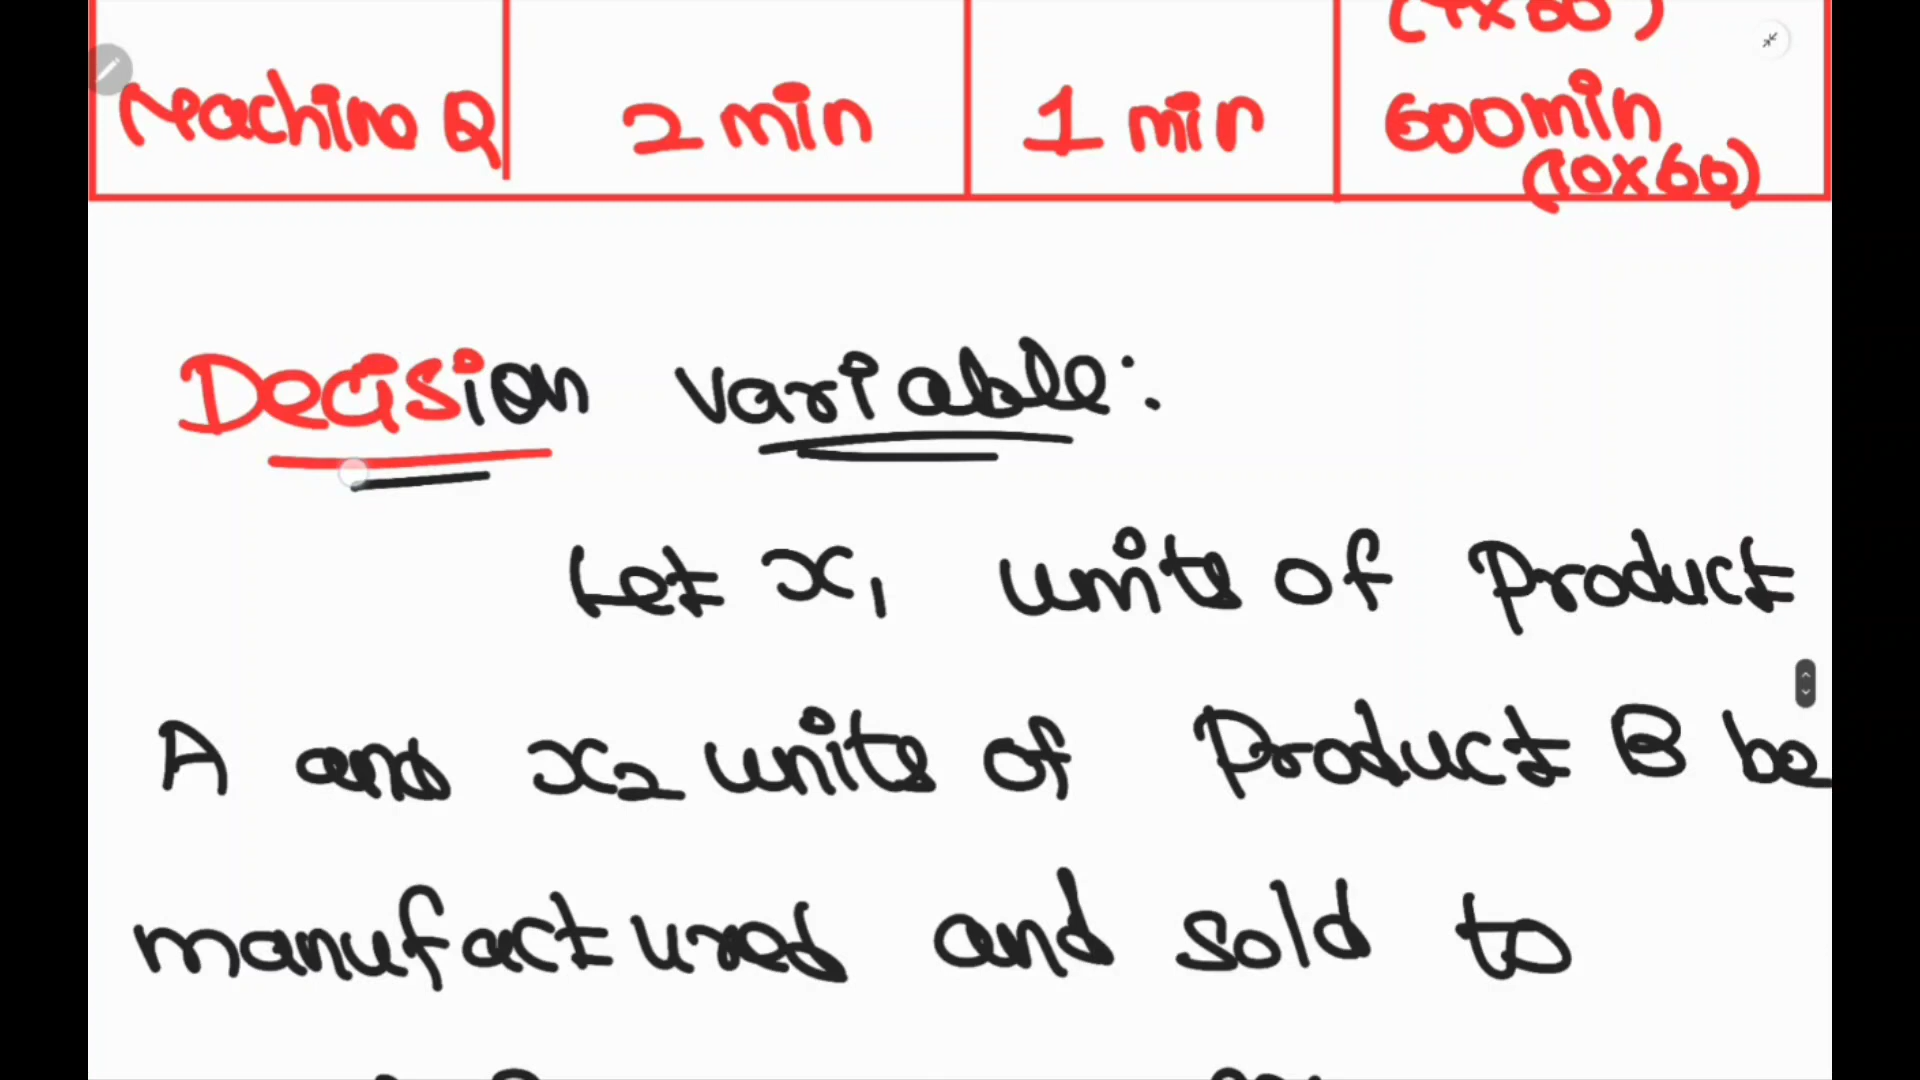 Machine Q 2 min 1 min 600min
(10x60)
Decision variable:
Let x1 units of Product
A and x2 units of Product B be
manufactured and sold to